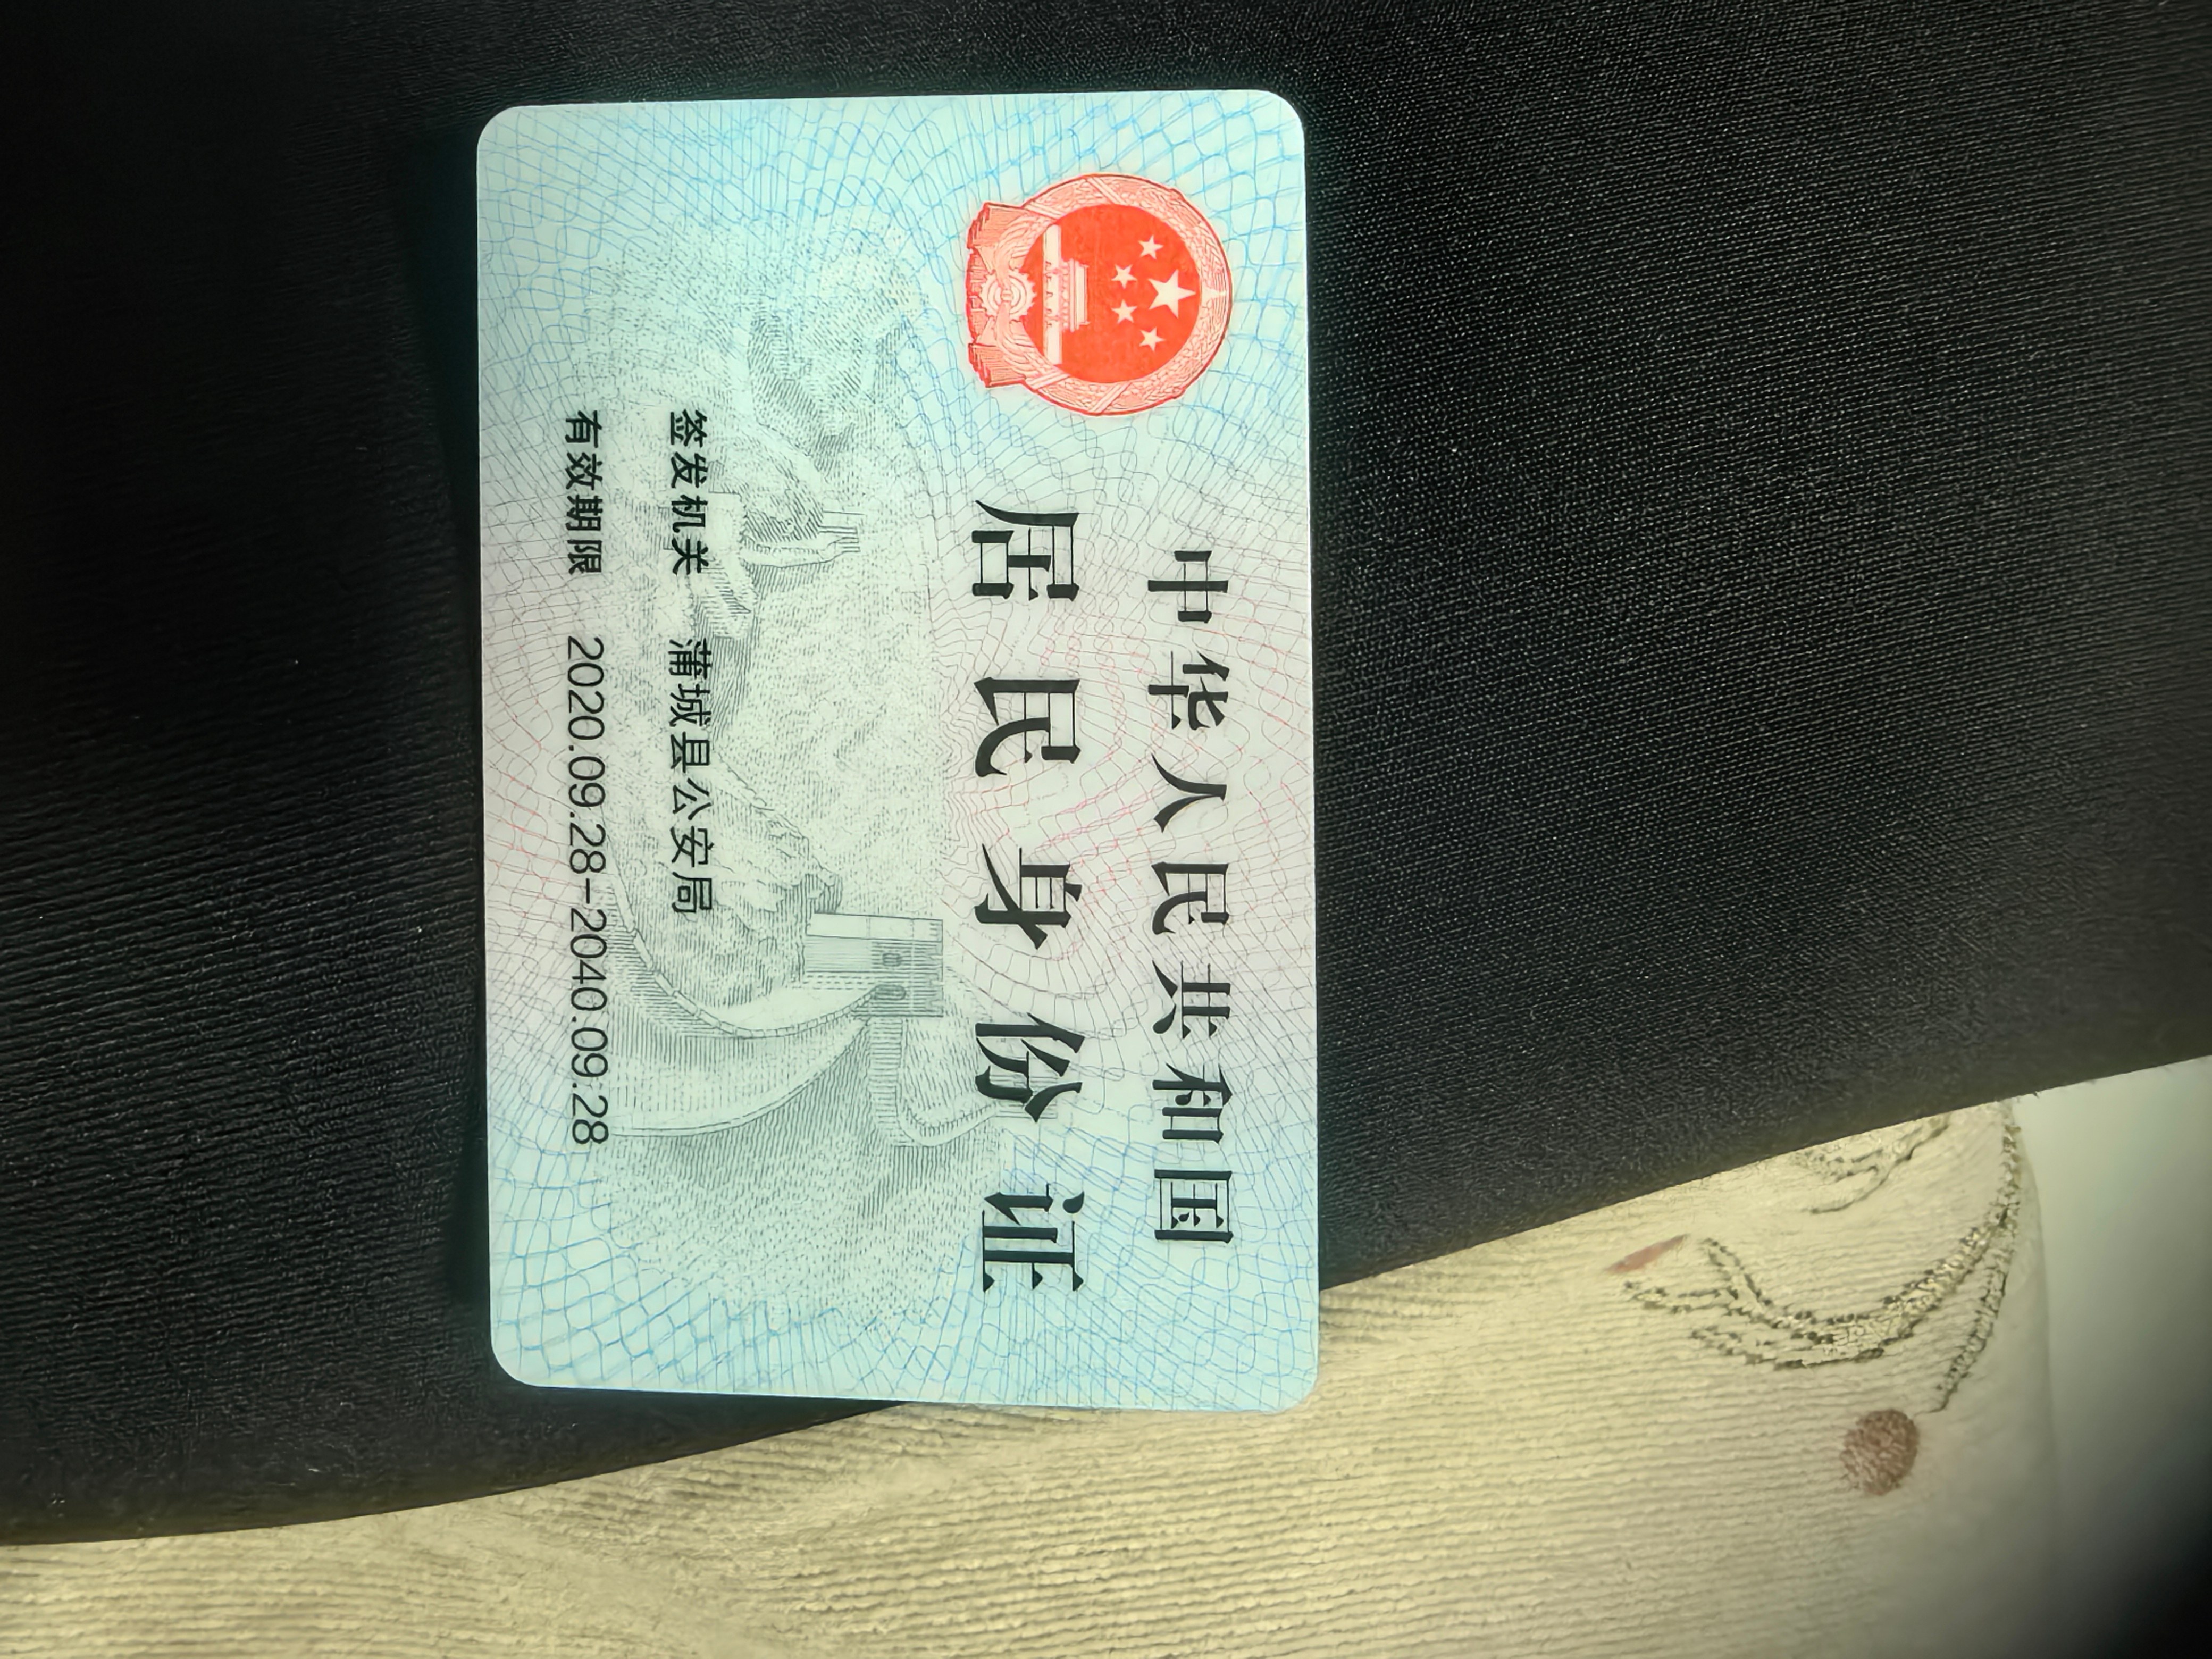 中华人民共和国
居民身份证
签发机关 蒲城县公安局
有效期限 2020.09.28-2040.09.28